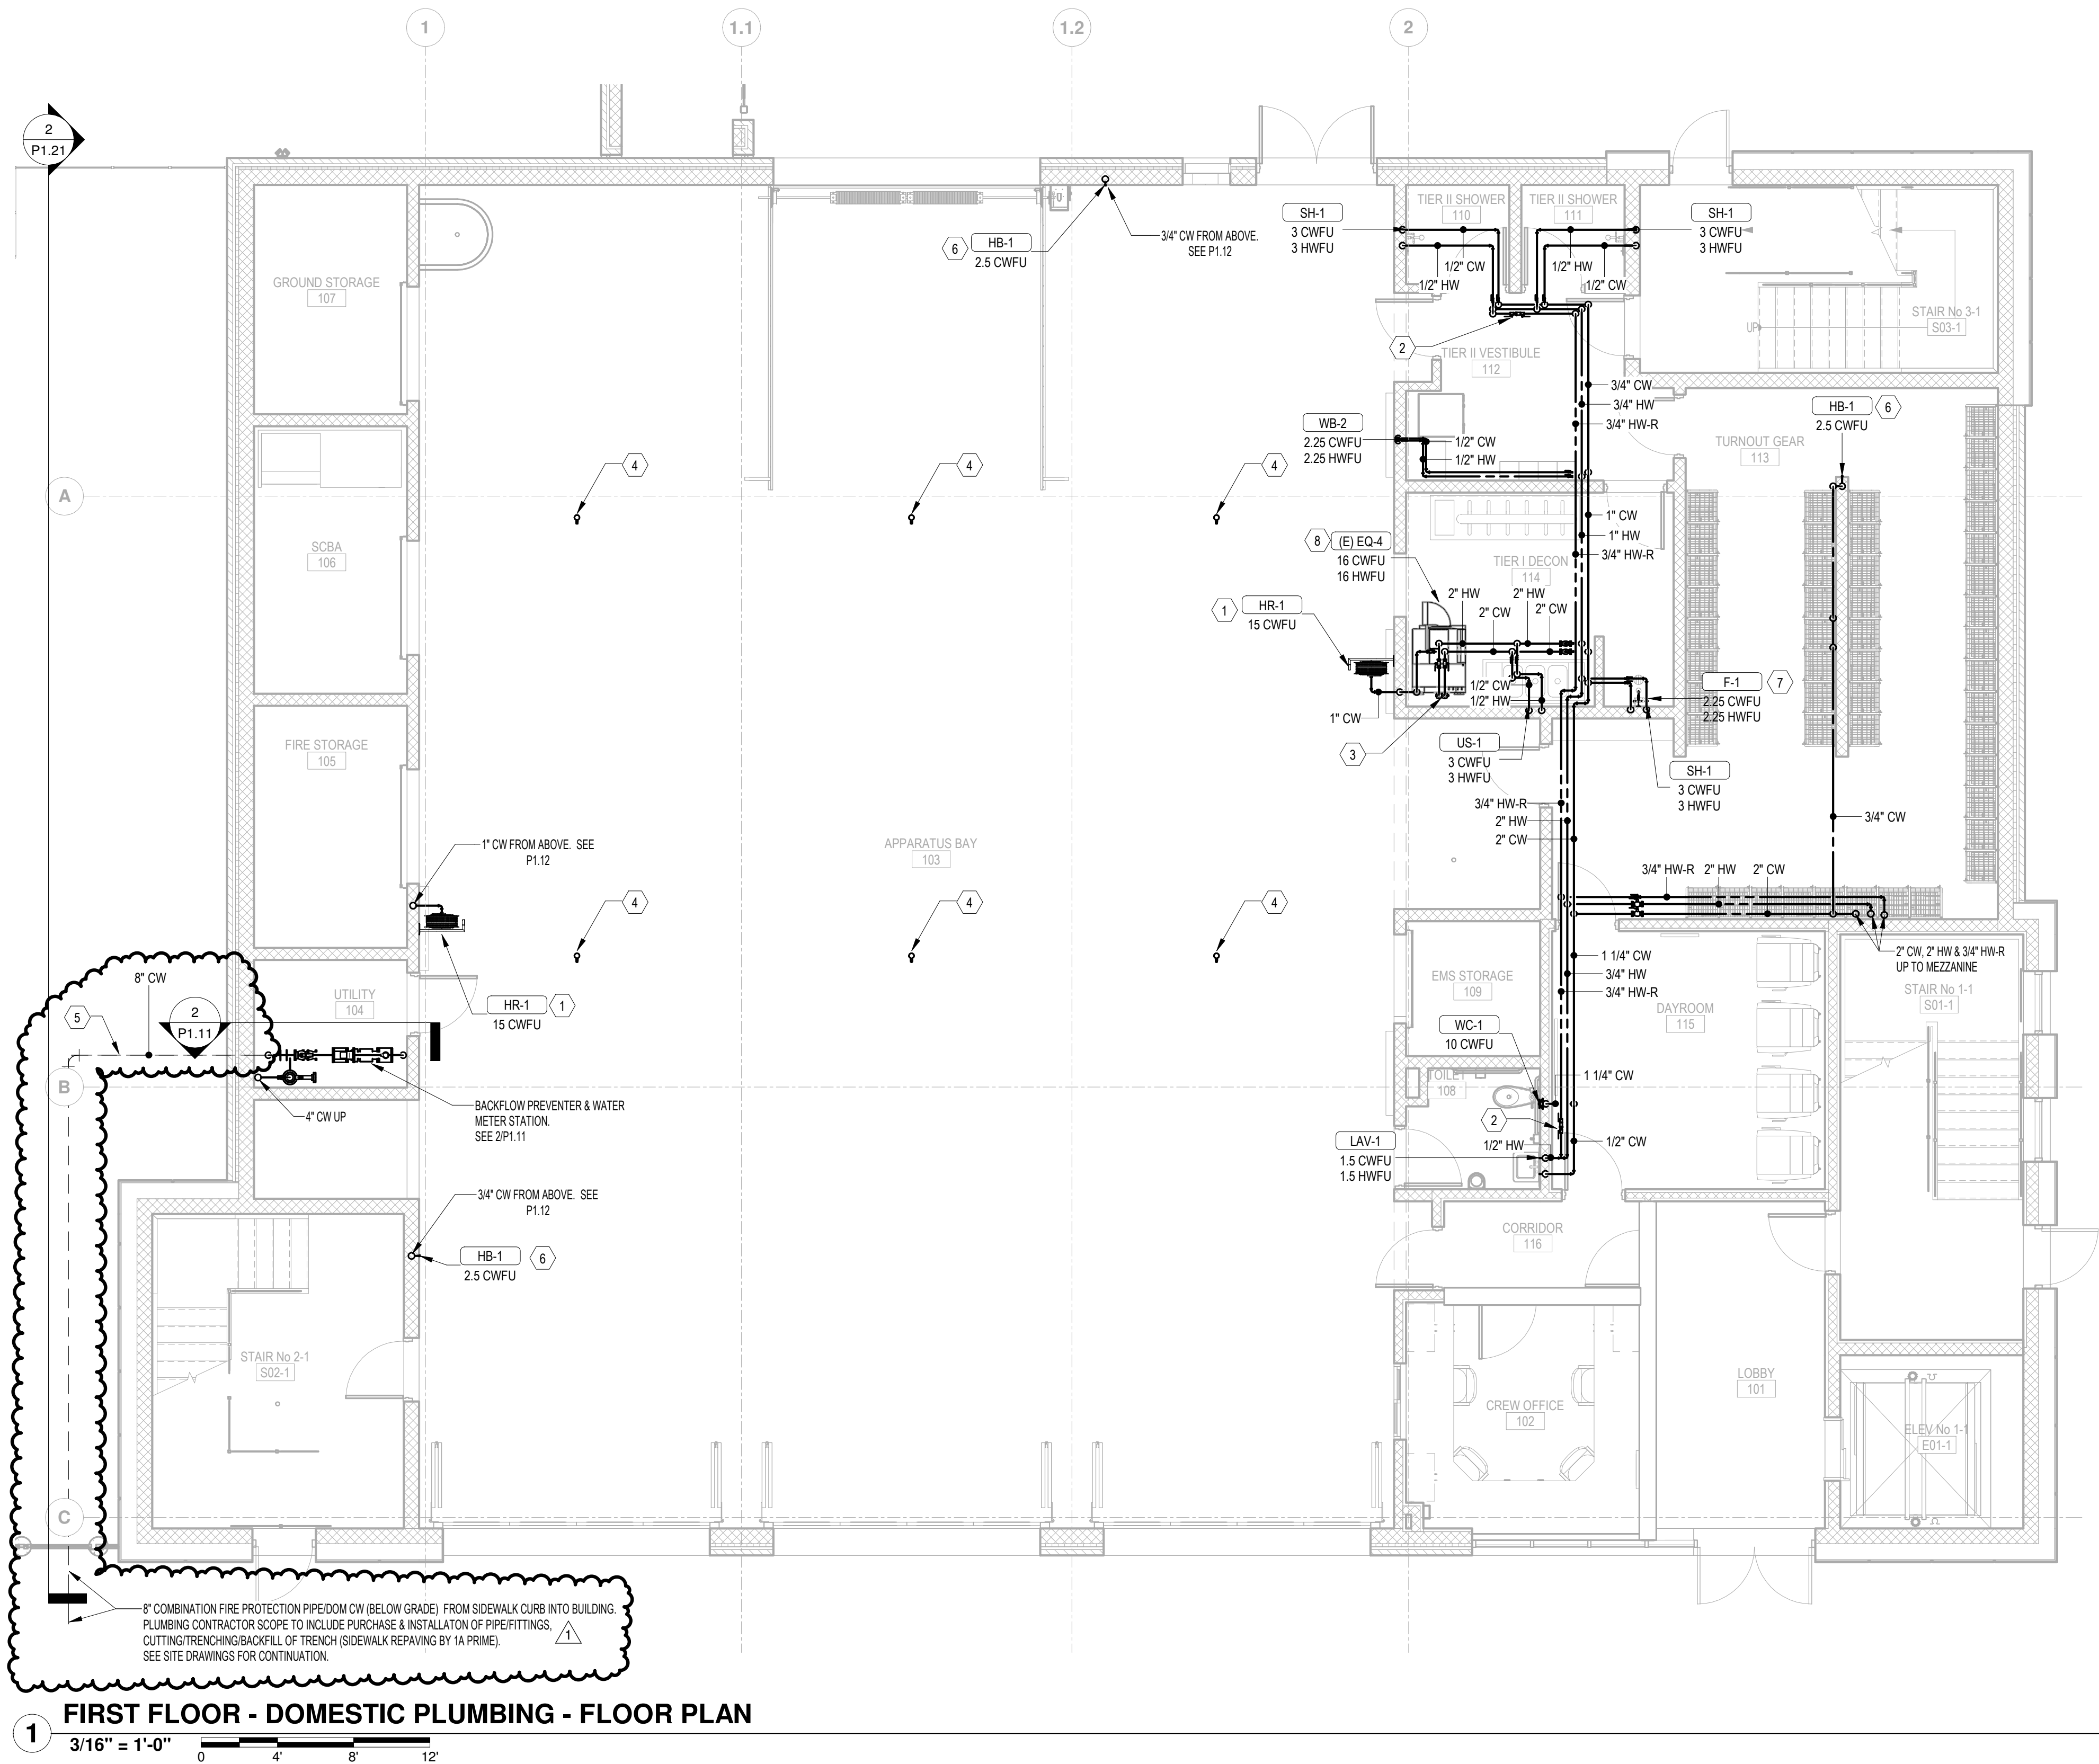 1
1.1
1.2
2
2
P1.21
TIER II SHOWER
110
TIER II SHOWER
111
SH-1
3 CWFU
3 HWFU
SH-1
3 CWFU
3 HWFU
6
HB-1
2.5 CWFU
3/4" CW FROM ABOVE.
SEE P1.12
1/2" CW
1/2" HW
1/2" HW
1/2" CW
GROUND STORAGE
107
STAIR No 3-1
S03-1
UP
2
TIER II VESTIBULE
112
3/4" CW
3/4" HW
3/4" HW-R
HB-1
6
2.5 CWFU
WB-2
2.25 CWFU
2.25 HWFU
1/2" CW
1/2" HW
TURNOUT GEAR
113
4
4
4
A
1" CW
1" HW
3/4" HW-R
SCBA
106
8
(E) EQ-4
16 CWFU
16 HWFU
TIER I DECON
114
2" HW
2" HW
2" CW
2" CW
1
HR-1
15 CWFU
1/2" CW
1/2" HW
F-1
7
2.25 CWFU
2.25 HWFU
1" CW
3
US-1
3 CWFU
3 HWFU
SH-1
3 CWFU
3 HWFU
FIRE STORAGE
105
3/4" HW-R
2" HW
2" CW
3/4" CW
1" CW FROM ABOVE. SEE
P1.12
APPARATUS BAY
103
3/4" HW-R
2" HW
2" CW
4
4
4
2" CW, 2" HW & 3/4" HW-R
UP TO MEZZANINE
1 1/4" CW
3/4" HW
3/4" HW-R
8" CW
UTILITY
104
HR-1
1
15 CWFU
EMS STORAGE
109
DAYROOM
115
STAIR No 1-1
S01-1
5
2
P1.11
WC-1
10 CWFU
B
TOILET
108
1 1/4" CW
4" CW UP
BACKFLOW PREVENTER & WATER
METER STATION.
SEE 2/P1.11
2
LAV-1
1.5 CWFU
1.5 HWFU
1/2" HW
1/2" CW
3/4" CW FROM ABOVE. SEE
P1.12
HB-1
6
2.5 CWFU
CORRIDOR
116
STAIR No 2-1
S02-1
CREW OFFICE
102
LOBBY
101
ELEV No 1-1
E01-1
C
8" COMBINATION FIRE PROTECTION PIPE/DOM CW (BELOW GRADE) FROM SIDEWALK CURB INTO BUILDING.
PLUMBING CONTRACTOR SCOPE TO INCLUDE PURCHASE & INSTALLATON OF PIPE/FITTINGS,
CUTTING/TRENCHING/BACKFILL OF TRENCH (SIDEWALK REPAVING BY 1A PRIME).
SEE SITE DRAWINGS FOR CONTINUATION.
1
1
FIRST FLOOR - DOMESTIC PLUMBING - FLOOR PLAN
3/16" = 1'-0"
0
4'
8'
12'